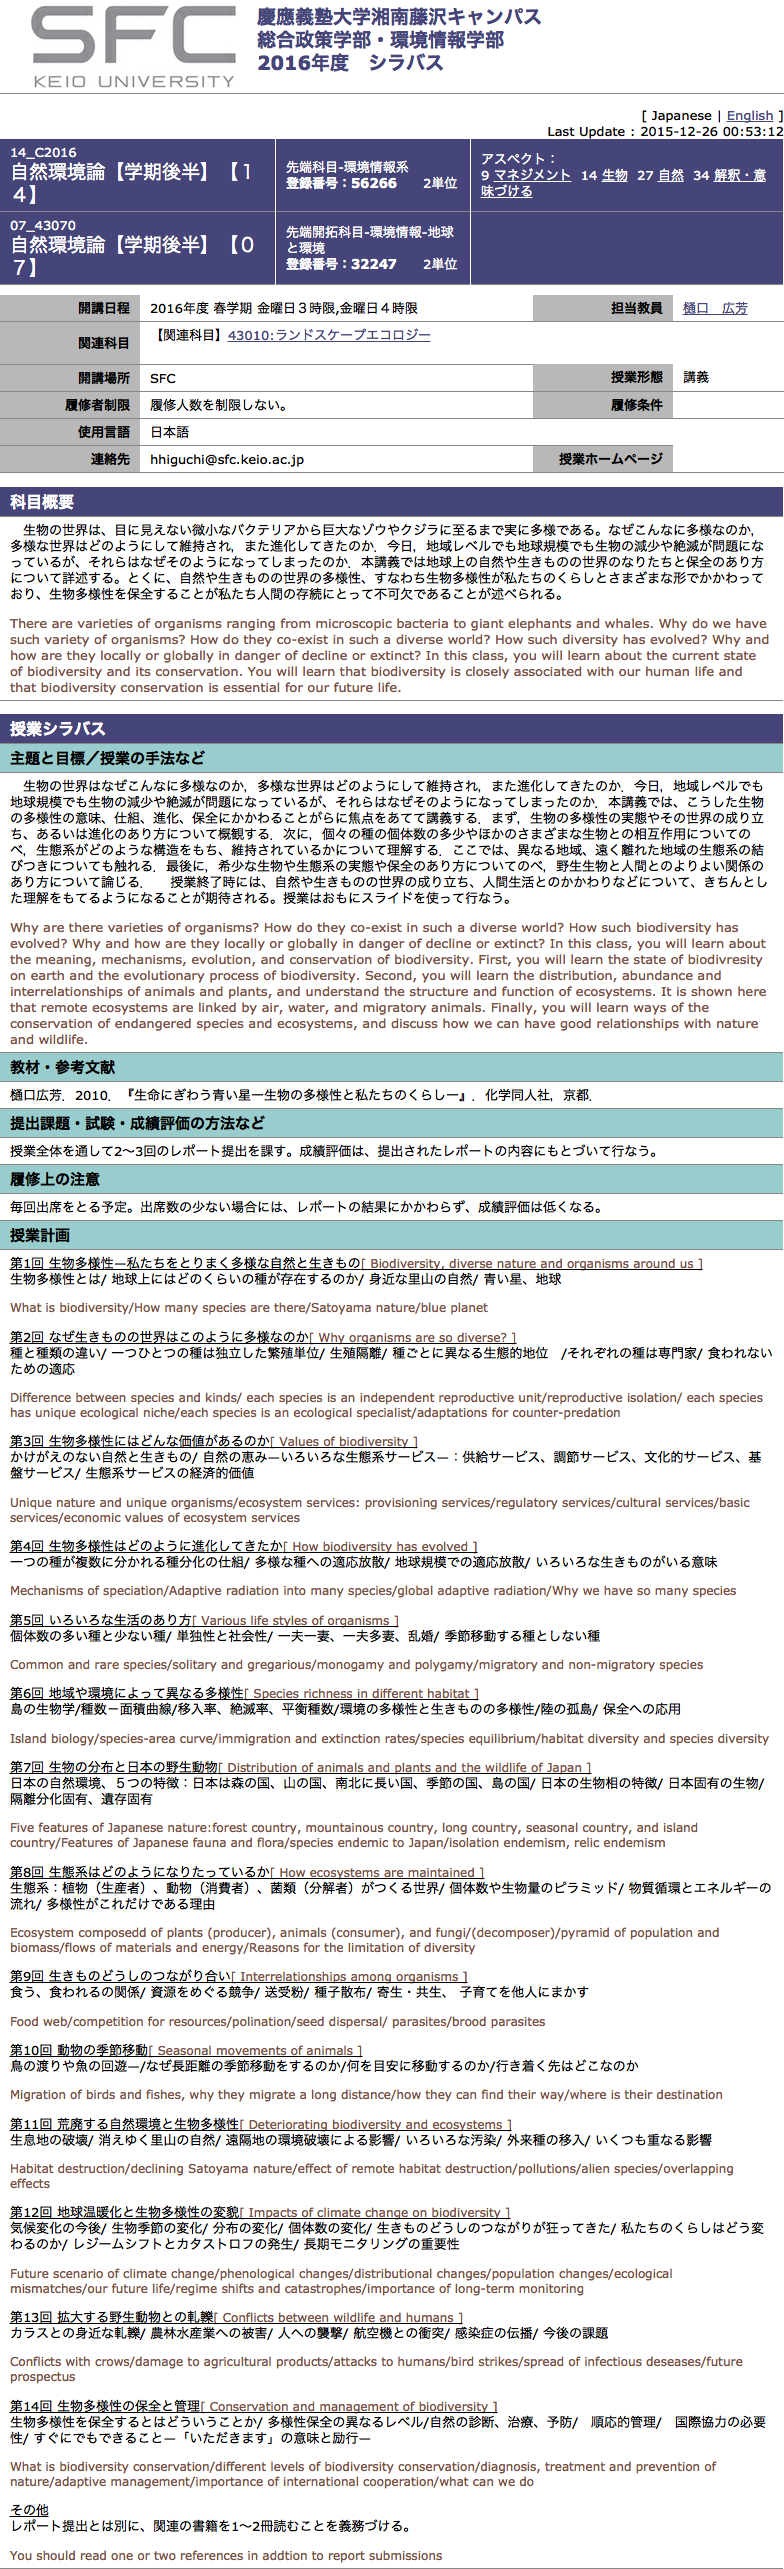 SFC
KEIO UNIVERSITY
慶應義塾大学湘南藤沢キャンパス
総合政策学部・環境情報学部
2016年度　シラバス
[ Japanese | English ]
Last Update : 2015-12-26 00:53:12
14_C2016
自然環境論【学期後半】【１
４】
先端科目-環境情報系
登録番号：56266　　2単位
アスペクト：
9 マネジメント 14 生物 27 自然 34 解釈・意
味づける
07_43070
自然環境論【学期後半】【０
７】
先端開拓科目-環境情報-地球
と環境
登録番号：32247　　2単位
開講日程 2016年度 春学期 金曜日３時限,金曜日４時限 担当教員 樋口　広芳
関連科目 【関連科目】43010:ランドスケープエコロジー
開講場所 SFC 授業形態 講義
履修者制限 履修人数を制限しない。 履修条件
使用言語 日本語
連絡先 hhiguchi@sfc.keio.ac.jp 授業ホームページ
科目概要
　生物の世界は、目に見えない微小なバクテリアから巨大なゾウやクジラに至るまで実に多様である。なぜこんなに多様なのか，
多様な世界はどのようにして維持され，また進化してきたのか．今日，地域レベルでも地球規模でも生物の減少や絶滅が問題にな
っているが、それらはなぜそのようになってしまったのか．本講義では地球上の自然や生きものの世界のなりたちと保全のあり方
について詳述する。とくに、自然や生きものの世界の多様性、すなわち生物多様性が私たちのくらしとさまざまな形でかかわって
おり、生物多様性を保全することが私たち人間の存続にとって不可欠であることが述べられる。
There are varieties of organisms ranging from microscopic bacteria to giant elephants and whales. Why do we have
such variety of organisms? How do they co-exist in such a diverse world? How such diversity has evolved? Why and
how are they locally or globally in danger of decline or extinct? In this class, you will learn about the current state
of biodiversity and its conservation. You will learn that biodiversity is closely associated with our human life and
that biodiversity conservation is essential for our future life.
授業シラバス
主題と目標／授業の手法など
　生物の世界はなぜこんなに多様なのか，多様な世界はどのようにして維持され，また進化してきたのか．今日，地域レベルでも
地球規模でも生物の減少や絶滅が問題になっているが、それらはなぜそのようになってしまったのか．本講義では、こうした生物
の多様性の意味、仕組、進化、保全にかかわることがらに焦点をあてて講義する．まず，生物の多様性の実態やその世界の成り立
ち、あるいは進化のあり方について概観する．次に，個々の種の個体数の多少やほかのさまざまな生物との相互作用についての
べ，生態系がどのような構造をもち、維持されているかについて理解する．ここでは、異なる地域、遠く離れた地域の生態系の結
びつきについても触れる．最後に，希少な生物や生態系の実態や保全のあり方についてのべ，野生生物と人間とのよりよい関係の
あり方について論じる．　授業終了時には、自然や生きものの世界の成り立ち、人間生活とのかかわりなどについて、きちんとし
た理解をもてるようになることが期待される。授業はおもにスライドを使って行なう。
Why are there varieties of organisms? How do they co-exist in such a diverse world? How such biodiversity has
evolved? Why and how are they locally or globally in danger of decline or extinct? In this class, you will learn about
the meaning, mechanisms, evolution, and conservation of biodiversity. First, you will learn the state of biodivresity
on earth and the evolutionary process of biodiversity. Second, you will learn the distribution, abundance and
interrelationships of animals and plants, and understand the structure and function of ecosystems. It is shown here
that remote ecosystems are linked by air, water, and migratory animals. Finally, you will learn ways of the
conservation of endangered species and ecosystems, and discuss how we can have good relationships with nature
and wildlife.
教材・参考文献
樋口広芳．2010．『生命にぎわう青い星ー生物の多様性と私たちのくらしー』．化学同人社，京都．
提出課題・試験・成績評価の方法など
授業全体を通して2〜3回のレポート提出を課す。成績評価は、提出されたレポートの内容にもとづいて行なう。
履修上の注意
毎回出席をとる予定。出席数の少ない場合には、レポートの結果にかかわらず、成績評価は低くなる。
授業計画
第1回 生物多様性—私たちをとりまく多様な自然と生きもの[ Biodiversity, diverse nature and organisms around us ]
生物多様性とは/ 地球上にはどのくらいの種が存在するのか/ 身近な里山の自然/ 青い星、地球
What is biodiversity/How many species are there/Satoyama nature/blue planet
第2回 なぜ生きものの世界はこのように多様なのか[ Why organisms are so diverse? ]
種と種類の違い/ 一つひとつの種は独立した繁殖単位/ 生殖隔離/ 種ごとに異なる生態的地位　/それぞれの種は専門家/ 食われない
ための適応
Difference between species and kinds/ each species is an independent reproductive unit/reproductive isolation/ each species
has unique ecological niche/each species is an ecological specialist/adaptations for counter-predation
第3回 生物多様性にはどんな価値があるのか[ Values of biodiversity ]
かけがえのない自然と生きもの/ 自然の恵み—いろいろな生態系サービス—：供給サービス、調節サービス、文化的サービス、基
盤サービス/ 生態系サービスの経済的価値
Unique nature and unique organisms/ecosystem services: provisioning services/regulatory services/cultural services/basic
services/economic values of ecosystem services
第4回 生物多様性はどのように進化してきたか[ How biodiversity has evolved ]
一つの種が複数に分かれる種分化の仕組/ 多様な種への適応放散/ 地球規模での適応放散/ いろいろな生きものがいる意味
Mechanisms of speciation/Adaptive radiation into many species/global adaptive radiation/Why we have so many species
第5回 いろいろな生活のあり方[ Various life styles of organisms ]
個体数の多い種と少ない種/ 単独性と社会性/ 一夫一妻、一夫多妻、乱婚/ 季節移動する種としない種
Common and rare species/solitary and gregarious/monogamy and polygamy/migratory and non-migratory species
第6回 地域や環境によって異なる多様性[ Species richness in different habitat ]
島の生物学/種数－面積曲線/移入率、絶滅率、平衡種数/環境の多様性と生きものの多様性/陸の孤島/ 保全への応用
Island biology/species-area curve/immigration and extinction rates/species equilibrium/habitat diversity and species diversity
第7回 生物の分布と日本の野生動物[ Distribution of animals and plants and the wildlife of Japan ]
日本の自然環境、５つの特徴：日本は森の国、山の国、南北に長い国、季節の国、島の国/ 日本の生物相の特徴/ 日本固有の生物/
隔離分化固有、遺存固有
Five features of Japanese nature:forest country, mountainous country, long country, seasonal country, and island
country/Features of Japanese fauna and flora/species endemic to Japan/isolation endemism, relic endemism
第8回 生態系はどのようになりたっているか[ How ecosystems are maintained ]
生態系：植物（生産者）、動物（消費者）、菌類（分解者）がつくる世界/ 個体数や生物量のピラミッド/ 物質循環とエネルギーの
流れ/ 多様性がこれだけである理由
Ecosystem composedd of plants (producer), animals (consumer), and fungi/(decomposer)/pyramid of population and
biomass/flows of materials and energy/Reasons for the limitation of diversity
第9回 生きものどうしのつながり合い[ Interrelationships among organisms ]
食う、食われるの関係/ 資源をめぐる競争/ 送受粉/ 種子散布/ 寄生・共生、 子育てを他人にまかす
Food web/competition for resources/polination/seed dispersal/ parasites/brood parasites
第10回 動物の季節移動[ Seasonal movements of animals ]
鳥の渡りや魚の回遊—/なぜ長距離の季節移動をするのか/何を目安に移動するのか/行き着く先はどこなのか
Migration of birds and fishes, why they migrate a long distance/how they can find their way/where is their destination
第11回 荒廃する自然環境と生物多様性[ Deteriorating biodiversity and ecosystems ]
生息地の破壊/ 消えゆく里山の自然/ 遠隔地の環境破壊による影響/ いろいろな汚染/ 外来種の移入/ いくつも重なる影響
Habitat destruction/declining Satoyama nature/effect of remote habitat destruction/pollutions/alien species/overlapping
effects
第12回 地球温暖化と生物多様性の変貌[ Impacts of climate change on biodiversity ]
気候変化の今後/ 生物季節の変化/ 分布の変化/ 個体数の変化/ 生きものどうしのつながりが狂ってきた/ 私たちのくらしはどう変
わるのか/ レジームシフトとカタストロフの発生/ 長期モニタリングの重要性
Future scenario of climate change/phenological changes/distributional changes/population changes/ecological
mismatches/our future life/regime shifts and catastrophes/importance of long-term monitoring
第13回 拡大する野生動物との軋轢[ Conflicts between wildlife and humans ]
カラスとの身近な軋轢/ 農林水産業への被害/ 人への襲撃/ 航空機との衝突/ 感染症の伝播/ 今後の課題
Conflicts with crows/damage to agricultural products/attacks to humans/bird strikes/spread of infectious deseases/future
prospectus
第14回 生物多様性の保全と管理[ Conservation and management of biodiversity ]
生物多様性を保全するとはどういうことか/ 多様性保全の異なるレベル/自然の診断、治療、予防/　順応的管理/　国際協力の必要
性/ すぐにでもできること—「いただきます」の意味と励行—
What is biodiversity conservation/different levels of biodiversity conservation/diagnosis, treatment and prevention of
nature/adaptive management/importance of international cooperation/what can we do
その他
レポート提出とは別に、関連の書籍を1〜2冊読むことを義務づける。
You should read one or two references in addtion to report submissions